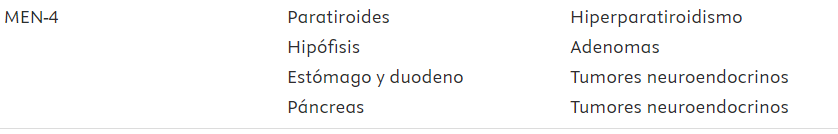 MEN-4 Paratiroides Hiperparatiroidismo
Hipófisis Adenomas
Estómago y duodeno Tumores neuroendocrinos
Páncreas Tumores neuroendocrinos